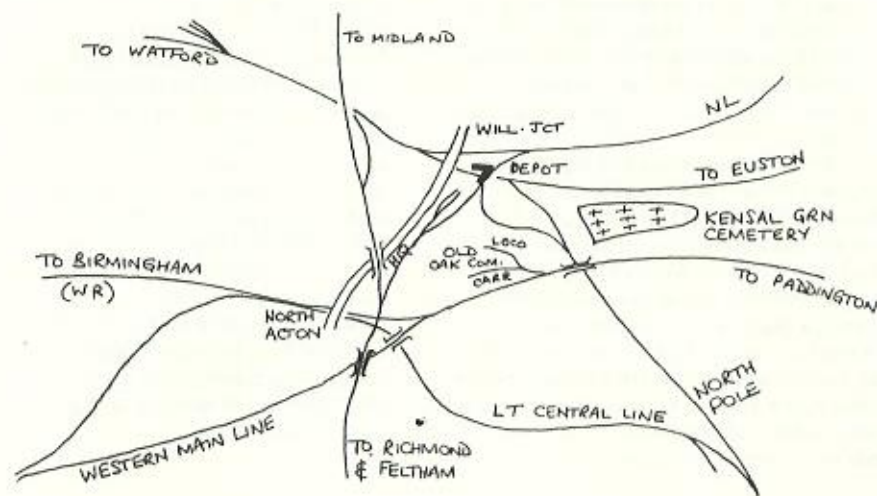 TO MIDLAND
TO WATFORD
NL
WILL. JCT
DEPOT
TO EUSTON
KENSAL GRN
CEMETERY
LOCO
OLD
OAK COM.
CARR
HQ
TO BIRMINGHAM
(WR)
TO PADDINGTON
NORTH
ACTON
NORTH
POLE
LT CENTRAL LINE
WESTERN MAIN LINE
TO RICHMOND
& FELTHAM